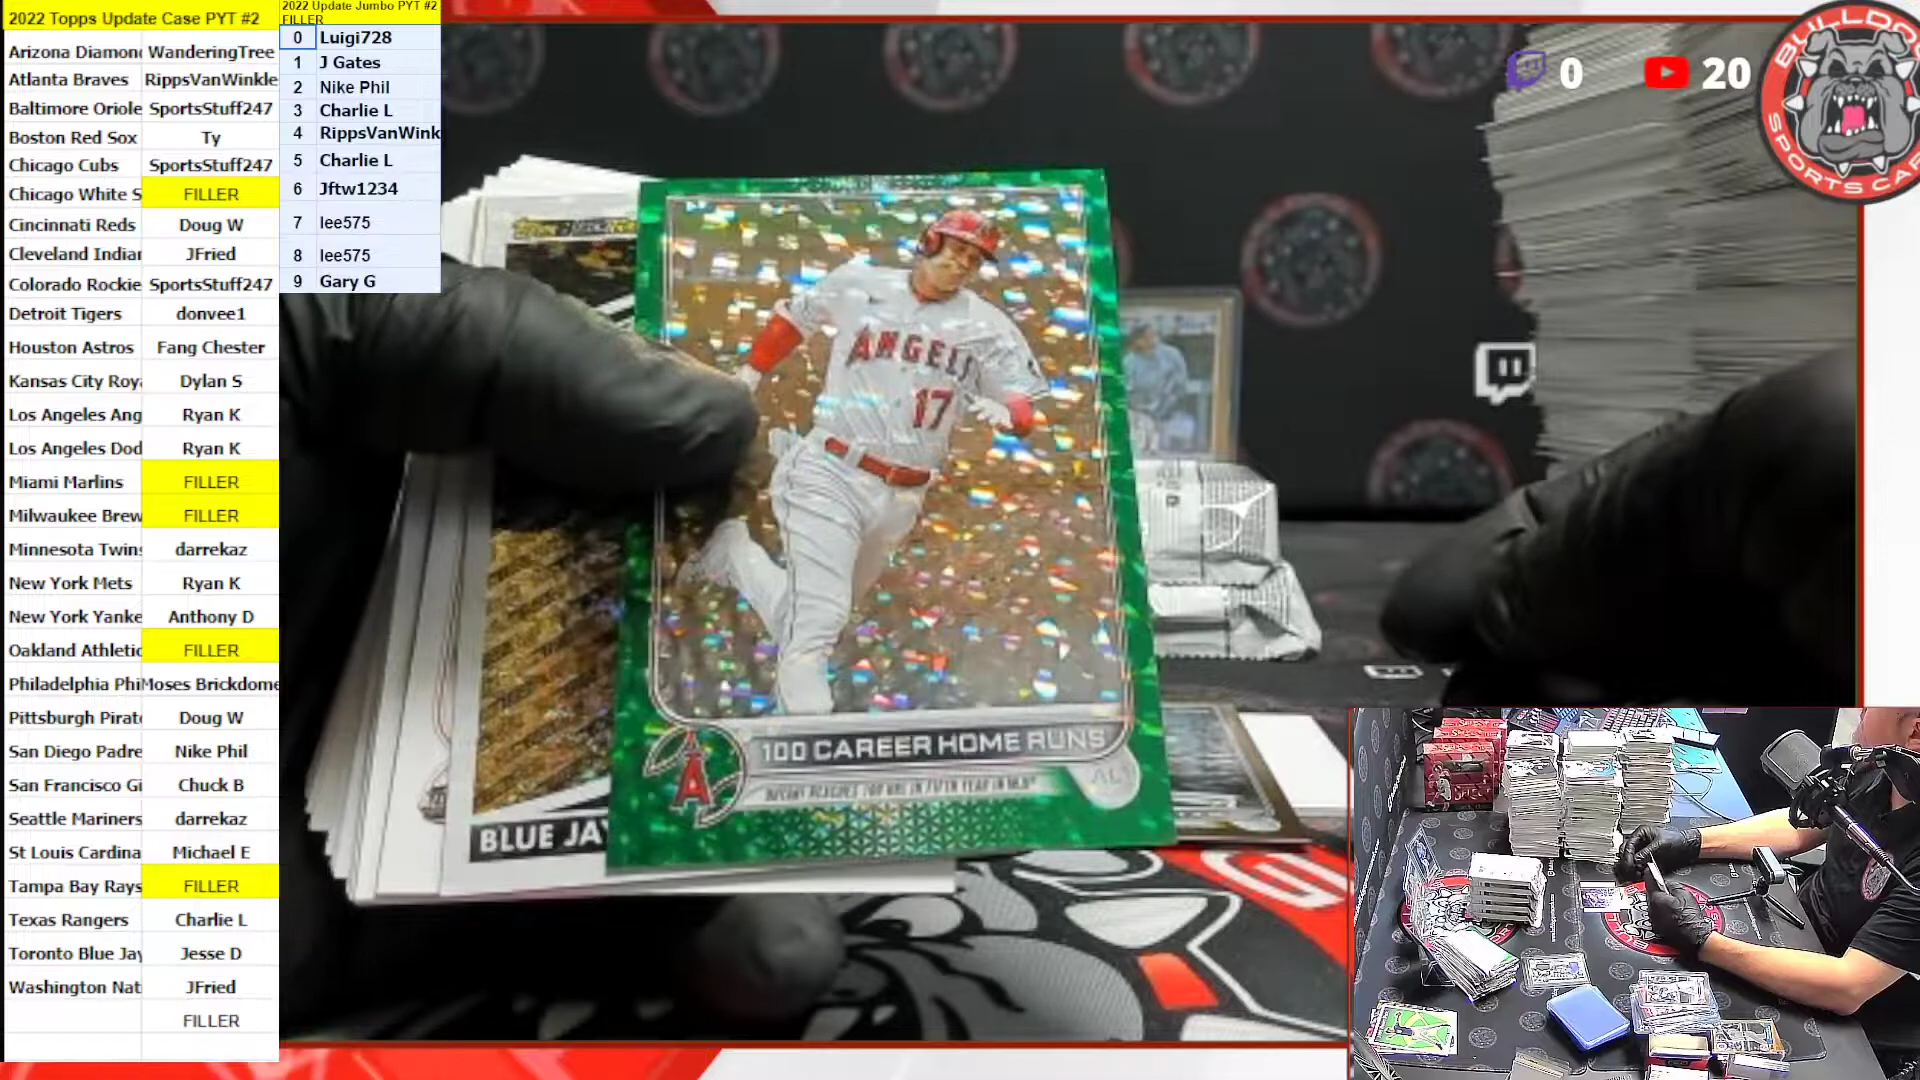 2022 Topps Update Case PYT #2
Arizona Diamon WanderingTree
Atlanta Braves RippsVanWinkle
Baltimore Oriole SportsStuff247
Boston Red Sox Ty
Chicago Cubs SportsStuff247
Chicago White S FILLER
Cincinnati Reds Doug W
Cleveland Indian JFried
Colorado Rockie SportsStuff247
Detroit Tigers donvee1
Houston Astros Fang Chester
Kansas City Roy Dylan S
Los Angeles Ang Ryan K
Los Angeles Dod Ryan K
Miami Marlins FILLER
Milwaukee Brew FILLER
Minnesota Twins darrekaz
New York Mets Ryan K
New York Yanke Anthony D
Oakland Athletic FILLER
Philadelphia Phi Moses Brickdome
Pittsburgh Pirat Doug W
San Diego Padre Nike Phil
San Francisco Gi Chuck B
Seattle Mariners darrekaz
St Louis Cardina Michael E
Tampa Bay Rays FILLER
Texas Rangers Charlie L
Toronto Blue Jay Jesse D
Washington Nat JFried
FILLER
2022 Update Jumbo PYT #2
FILLER
0 Luigi728
1 J Gates
2 Nike Phil
3 Charlie L
4 RippsVanWink
5 Charlie L
6 Jftw1234
7 lee575
8 lee575
9 Gary G
0
20
BULLDOG
SPORTS CAR
ANGELS
17
A
100 CAREER HOME RUNS
BLUE JAY